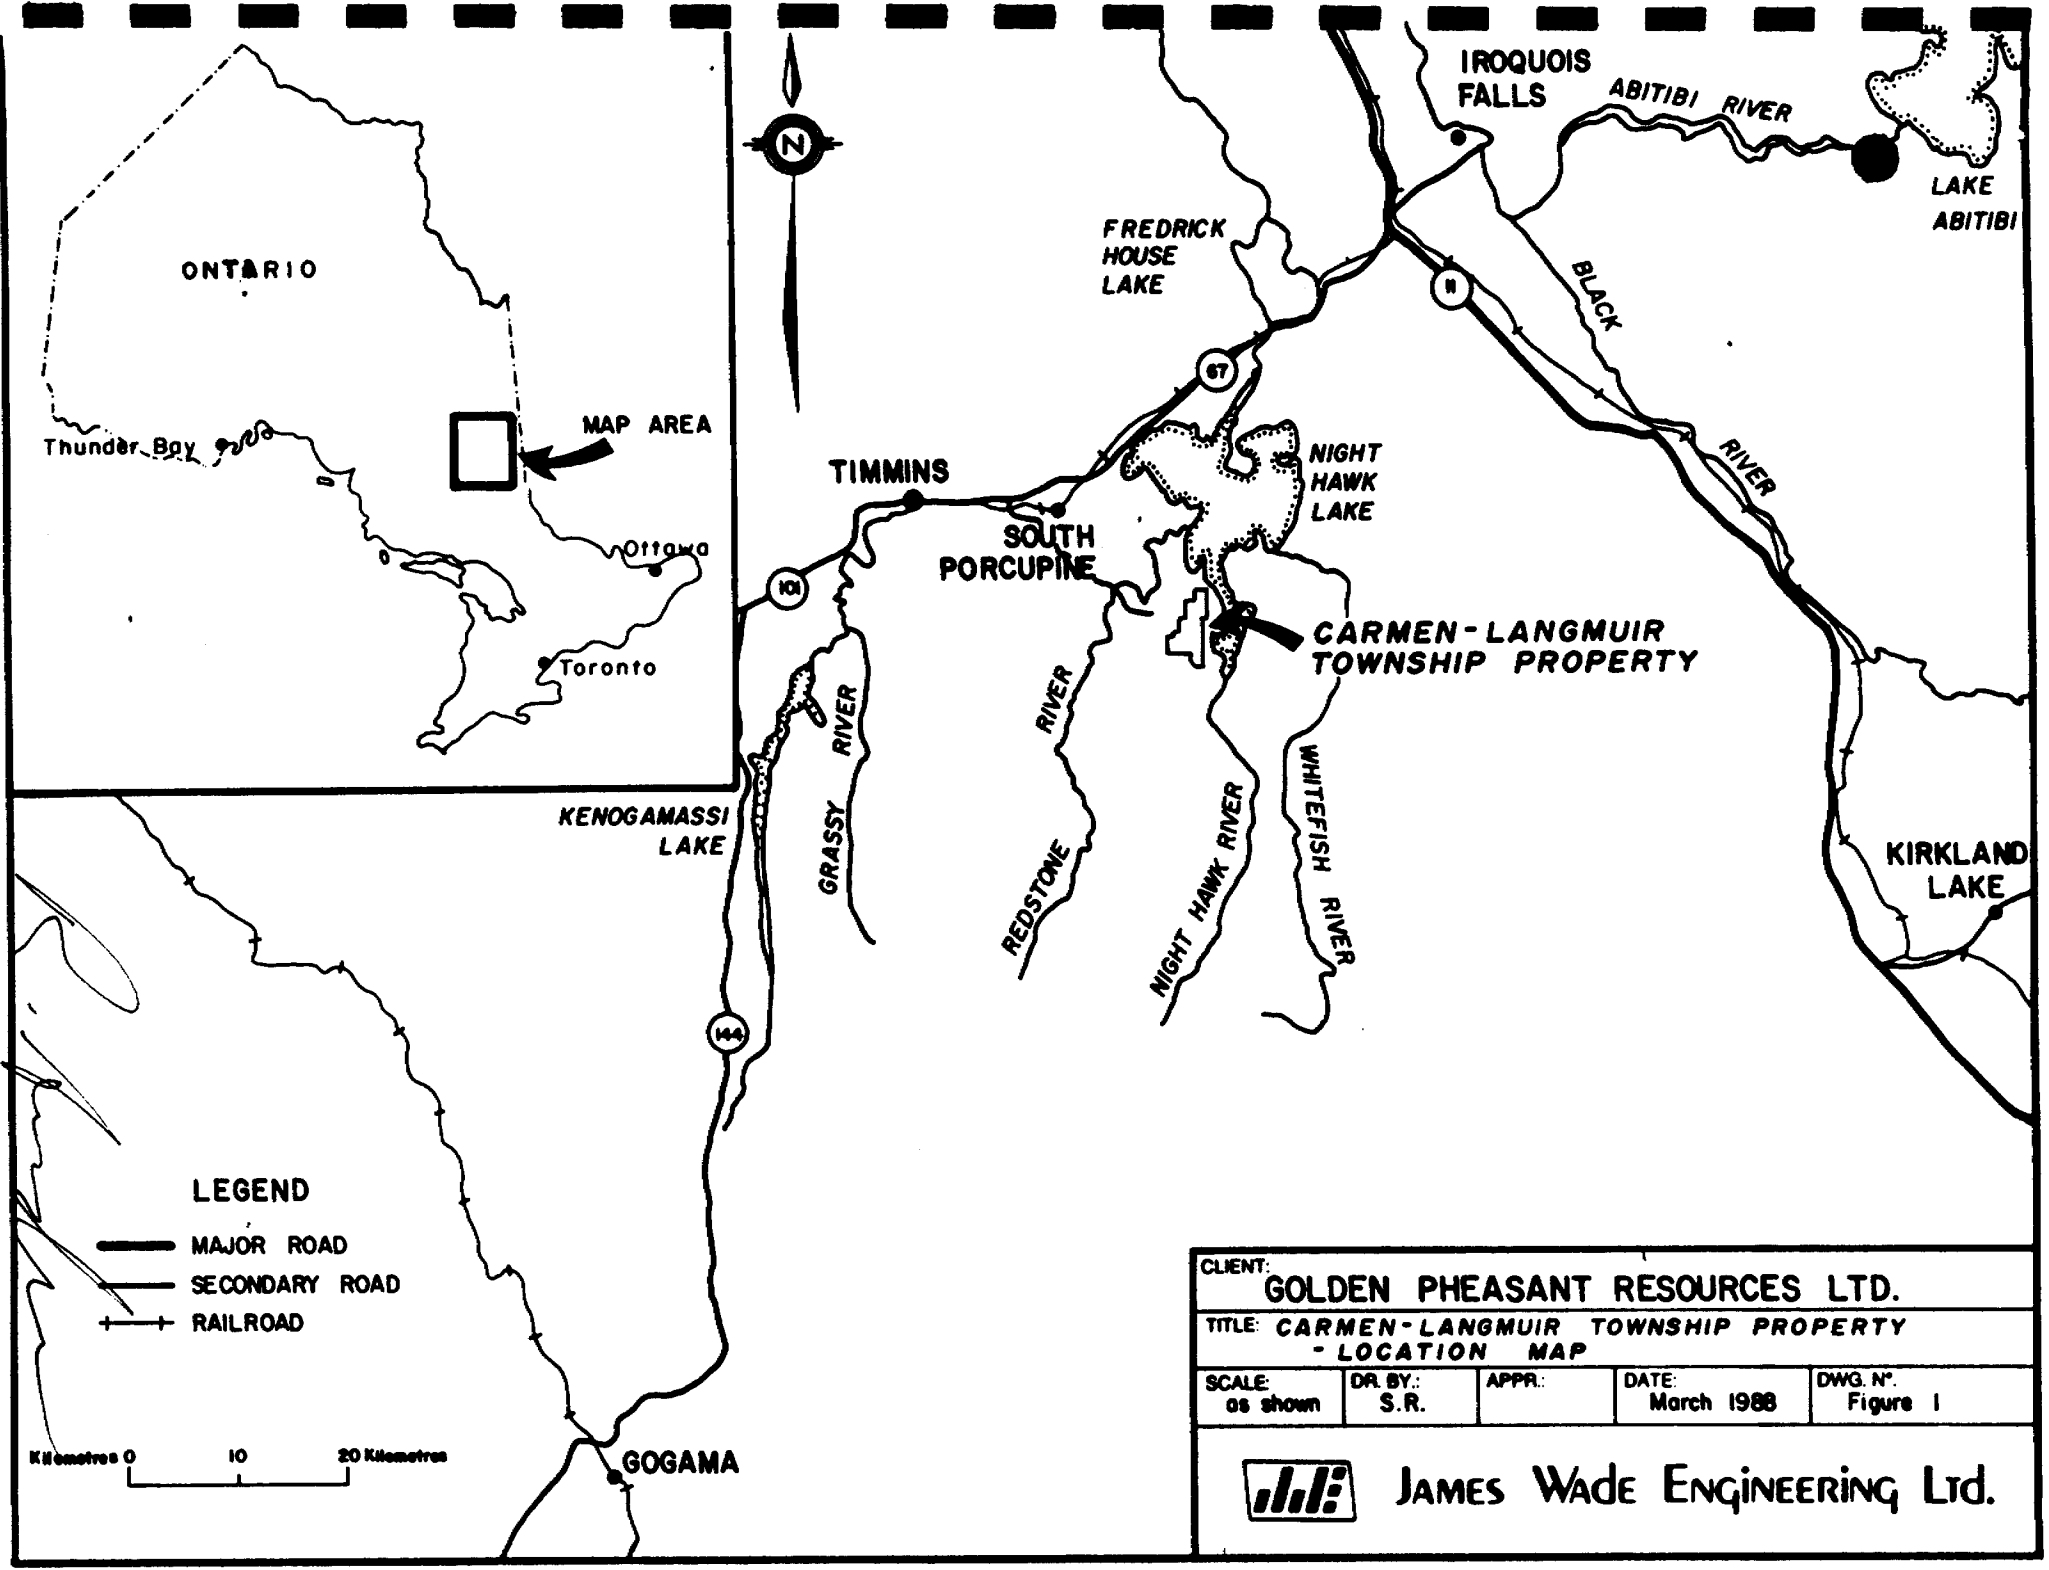 ONTARIO
Thunder Bay
MAP AREA
Ottawa
Toronto
N
IROQUOIS
FALLS
ABITIBI RIVER
LAKE
ABITIBI
FREDRICK
HOUSE
LAKE
11
BLACK
RIVER
67
TIMMINS
NIGHT
HAWK
LAKE
SOUTH
PORCUPINE
101
CARMEN-LANGMUIR
TOWNSHIP PROPERTY
GRASSY RIVER
REDSTONE RIVER
NIGHT HAWK RIVER
WHITEFISH RIVER
KENOGAMASSI
LAKE
KIRKLAND
LAKE
144
LEGEND
MAJOR ROAD
SECONDARY ROAD
RAILROAD
Kilometres 0 10 20 Kilometres
GOGAMA
CLIENT:
GOLDEN PHEASANT RESOURCES LTD.
TITLE: CARMEN-LANGMUIR TOWNSHIP PROPERTY
- LOCATION MAP
SCALE: as shown
DR. BY.: S.R.
APPR.:
DATE: March 1988
DWG. Nº. Figure 1
JAMES WADE ENGINEERING Ltd.